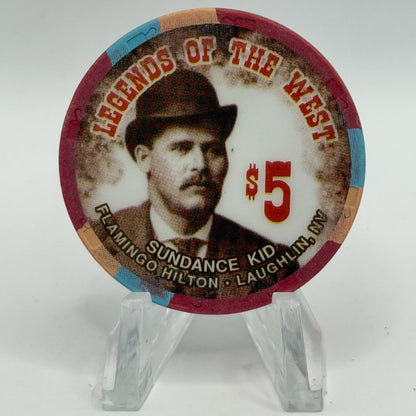 LEGENDS OF THE WEST
$5
SUNDANCE KID
FLAMINGO HILTON · LAUGHLIN, NV